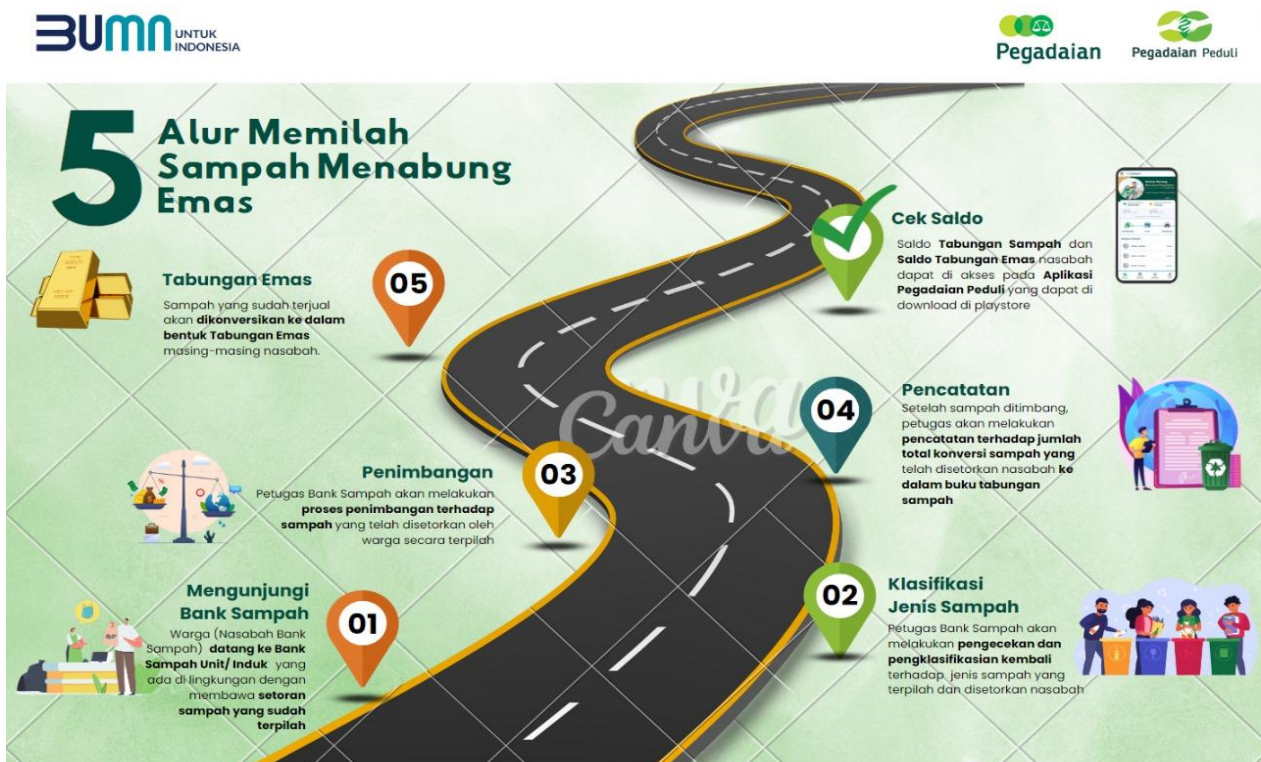 BUMN UNTUK
INDONESIA
Pegadaian
Pegadaian Peduli
5
Alur Memilah
Sampah Menabung
Emas
Tabungan Emas
Sampah yang sudah terjual
akan dikonversikan ke dalam
bentuk Tabungan Emas
masing-masing nasabah.
05
Cek Saldo
Saldo Tabungan Sampah dan
Saldo Tabungan Emas nasabah
dapat di akses pada Aplikasi
Pegadaian Peduli yang dapat di
download di playstore
Canva
04
Pencatatan
Setelah sampah ditimbang,
petugas akan melakukan
pencatatan terhadap jumlah
total konversi sampah yang
telah disetorkan nasabah ke
dalam buku tabungan
sampah
Penimbangan
Petugas Bank Sampah akan melakukan
proses penimbangan terhadap
sampah yang telah disetorkan oleh
warga secara terpilah
03
Mengunjungi
Bank Sampah
Warga (Nasabah Bank
Sampah) datang ke Bank
Sampah Unit/ Induk yang
ada di lingkungan dengan
membawa setoran
sampah yang sudah
terpilah
01
02
Klasifikasi
Jenis Sampah
Petugas Bank Sampah akan
melakukan pengecekan dan
pengklasifikasian kembali
terhadap jenis sampah yang
terpilah dan disetorkan nasabah